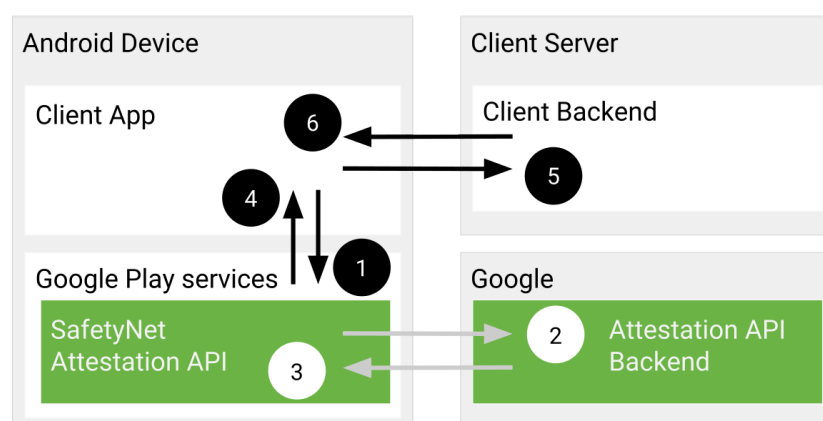 Android Device
Client App
6
4
1
Google Play services
SafetyNet
Attestation API
3
Client Server
Client Backend
5
Google
2
Attestation API
Backend